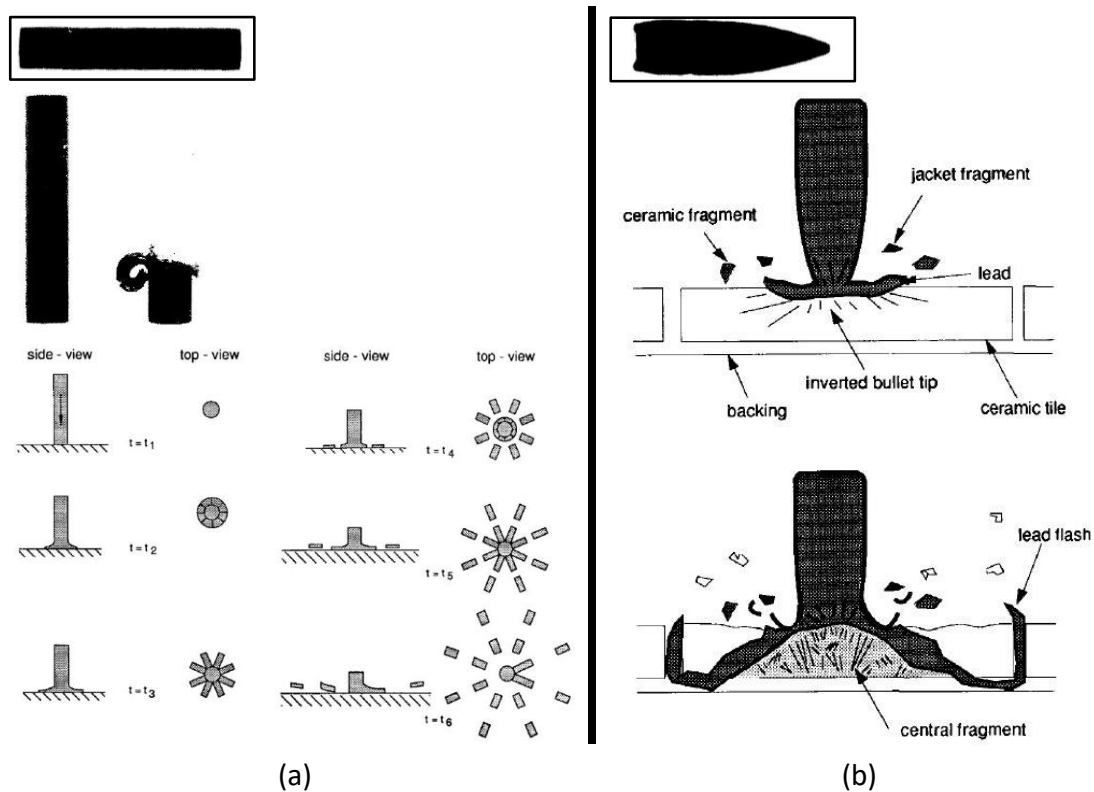 side - view
top - view
side - view
top - view
t=t1
t=t4
t=t2
t=t5
t=t3
t=t6
(a)
jacket fragment
ceramic fragment
lead
inverted bullet tip
backing
ceramic tile
lead flash
central fragment
(b)